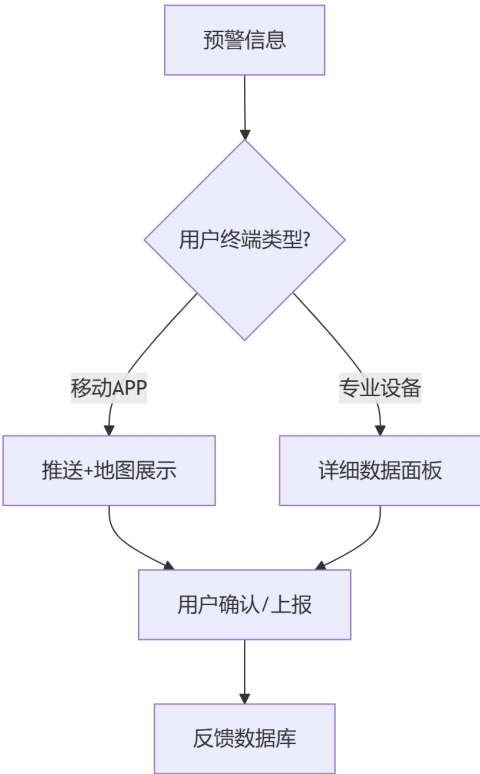 预警信息
用户终端类型?
移动APP
专业设备
推送+地图展示
详细数据面板
用户确认/上报
反馈数据库